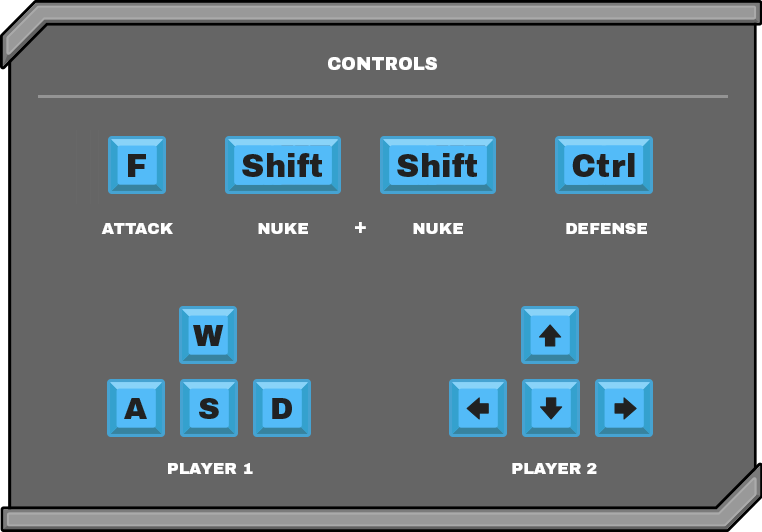 CONTROLS
F Shift Shift Ctrl
ATTACK NUKE + NUKE DEFENSE
W
A S D
PLAYER 1 PLAYER 2